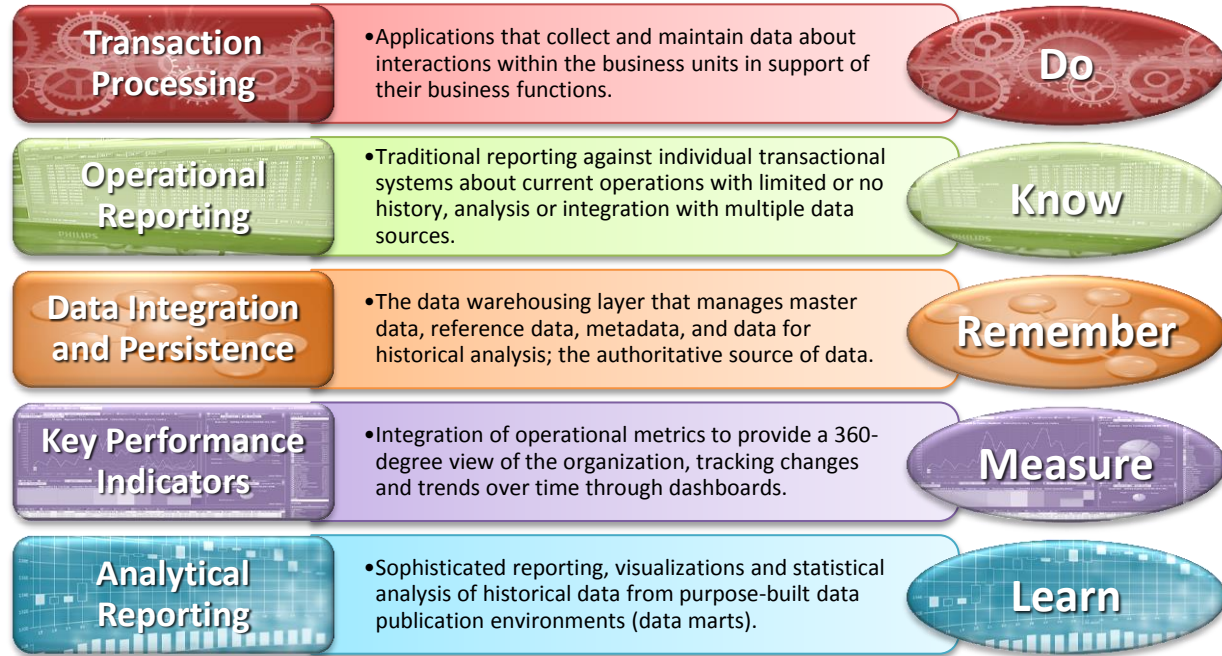 Transaction
Processing
•Applications that collect and maintain data about
interactions within the business units in support of
their business functions.
Do
Operational
Reporting
PHILIPS
•Traditional reporting against individual transactional
systems about current operations with limited or no
history, analysis or integration with multiple data
sources.
Know
Data Integration
and Persistence
•The data warehousing layer that manages master
data, reference data, metadata, and data for
historical analysis; the authoritative source of data.
Remember
Key Performance
Indicators
•Integration of operational metrics to provide a 360-
degree view of the organization, tracking changes
and trends over time through dashboards.
Measure
Analytical
Reporting
•Sophisticated reporting, visualizations and statistical
analysis of historical data from purpose-built data
publication environments (data marts).
Learn